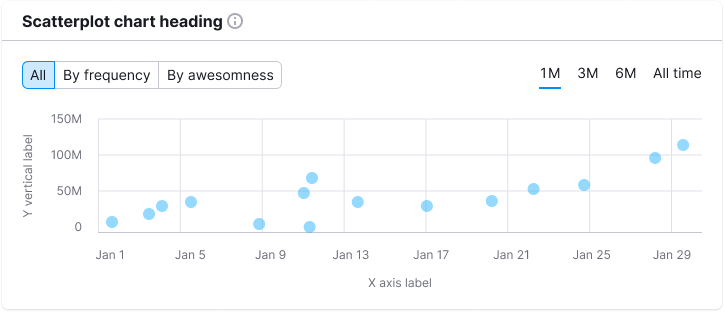 Scatterplot chart heading
All By frequency By awesomness 1M 3M 6M All time
Y vertical label
150M
100M
50M
0
Jan 1 Jan 5 Jan 9 Jan 13 Jan 17 Jan 21 Jan 25 Jan 29
X axis label